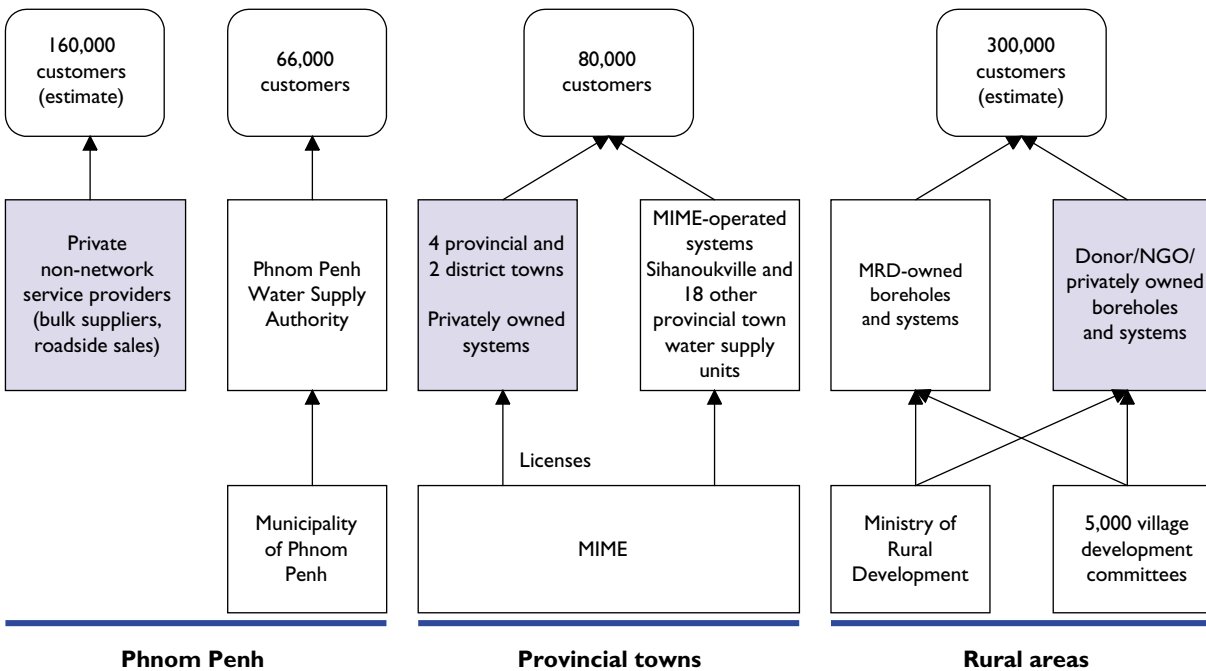 160,000
customers
(estimate)
66,000
customers
80,000
customers
300,000
customers
(estimate)
Private
non-network
service providers
(bulk suppliers,
roadside sales)
Phnom Penh
Water Supply
Authority
4 provincial and
2 district towns
Privately owned
systems
MIME-operated
systems
Sihanoukville and
18 other
provincial town
water supply
units
MRD-owned
boreholes
and systems
Donor/NGO/
privately owned
boreholes
and systems
Licenses
Municipality
of Phnom
Penh
MIME
Ministry of
Rural
Development
5,000 village
development
committees
Phnom Penh
Provincial towns
Rural areas